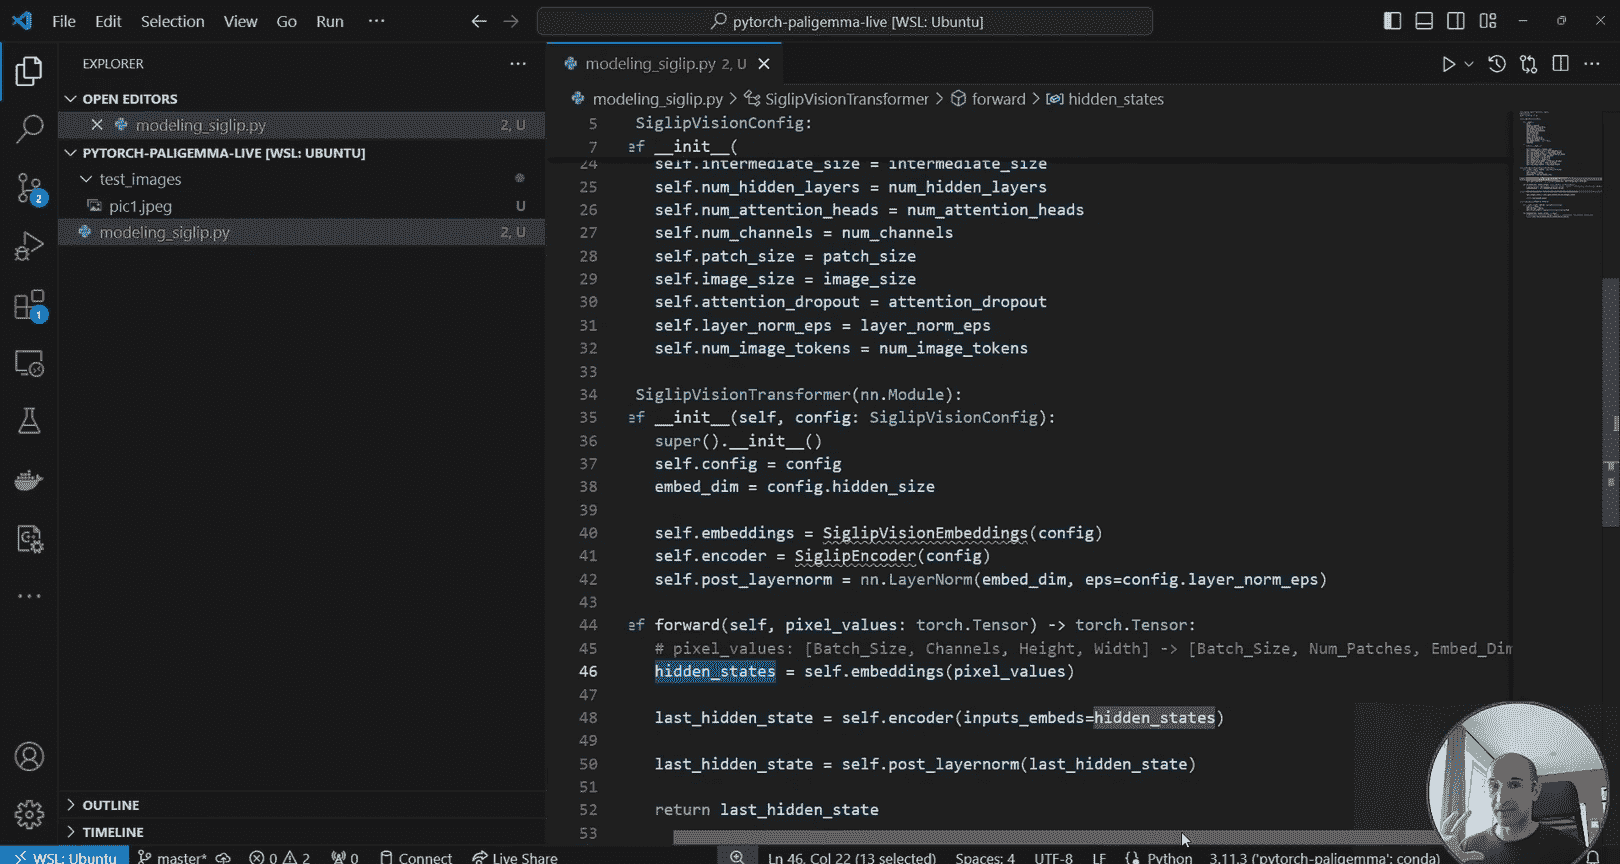 File Edit Selection View Go Run ···
pytorch-paligemma-live [WSL: Ubuntu]
EXPLORER
OPEN EDITORS
modeling_siglip.py 2, U
PYTORCH-PALIGEMMA-LIVE [WSL: UBUNTU]
test_images
pic1.jpeg U
modeling_siglip.py 2, U
2
1
OUTLINE
TIMELINE
modeling_siglip.py 2, U
modeling_siglip.py > SiglipVisionTransformer > forward > hidden_states
5 SiglipVisionConfig:
7 ef __init__(
24 self.intermediate_size = intermediate_size
25 self.num_hidden_layers = num_hidden_layers
26 self.num_attention_heads = num_attention_heads
27 self.num_channels = num_channels
28 self.patch_size = patch_size
29 self.image_size = image_size
30 self.attention_dropout = attention_dropout
31 self.layer_norm_eps = layer_norm_eps
32 self.num_image_tokens = num_image_tokens
33
34 SiglipVisionTransformer(nn.Module):
35 ef __init__(self, config: SiglipVisionConfig):
36 super().__init__()
37 self.config = config
38 embed_dim = config.hidden_size
39
40 self.embeddings = SiglipVisionEmbeddings(config)
41 self.encoder = SiglipEncoder(config)
42 self.post_layernorm = nn.LayerNorm(embed_dim, eps=config.layer_norm_eps)
43
44 ef forward(self, pixel_values: torch.Tensor) -> torch.Tensor:
45 # pixel_values: [Batch_Size, Channels, Height, Width] -> [Batch_Size, Num_Patches, Embed_Dim
46 hidden_states = self.embeddings(pixel_values)
47
48 last_hidden_state = self.encoder(inputs_embeds=hidden_states)
49
50 last_hidden_state = self.post_layernorm(last_hidden_state)
51
52 return last_hidden_state
53
WSL: Ubuntu master* 0 2 0 Connect Live Share Ln 46, Col 22 (13 selected) Spaces: 4 UTF-8 LF Python 3.11.3 ('pytorch-paligemma': conda)